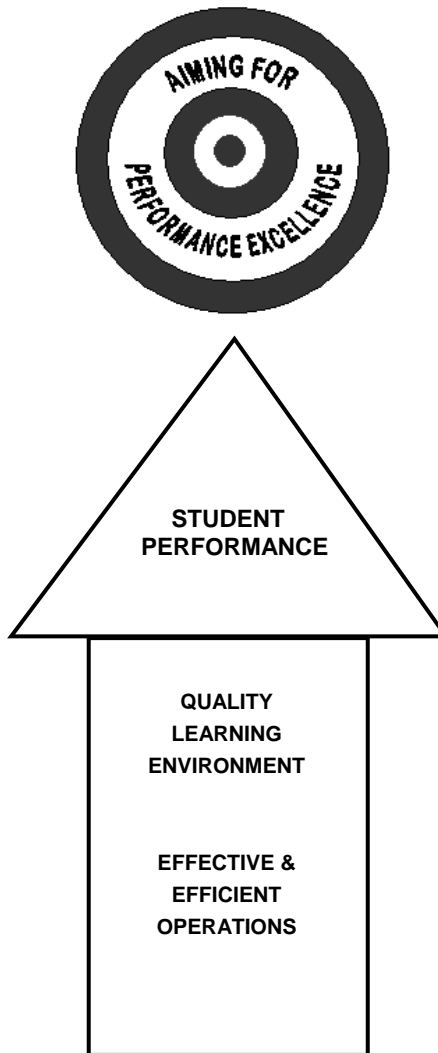 AIMING FOR
PERFORMANCE EXCELLENCE
STUDENT
PERFORMANCE
QUALITY
LEARNING
ENVIRONMENT
EFFECTIVE &
EFFICIENT
OPERATIONS